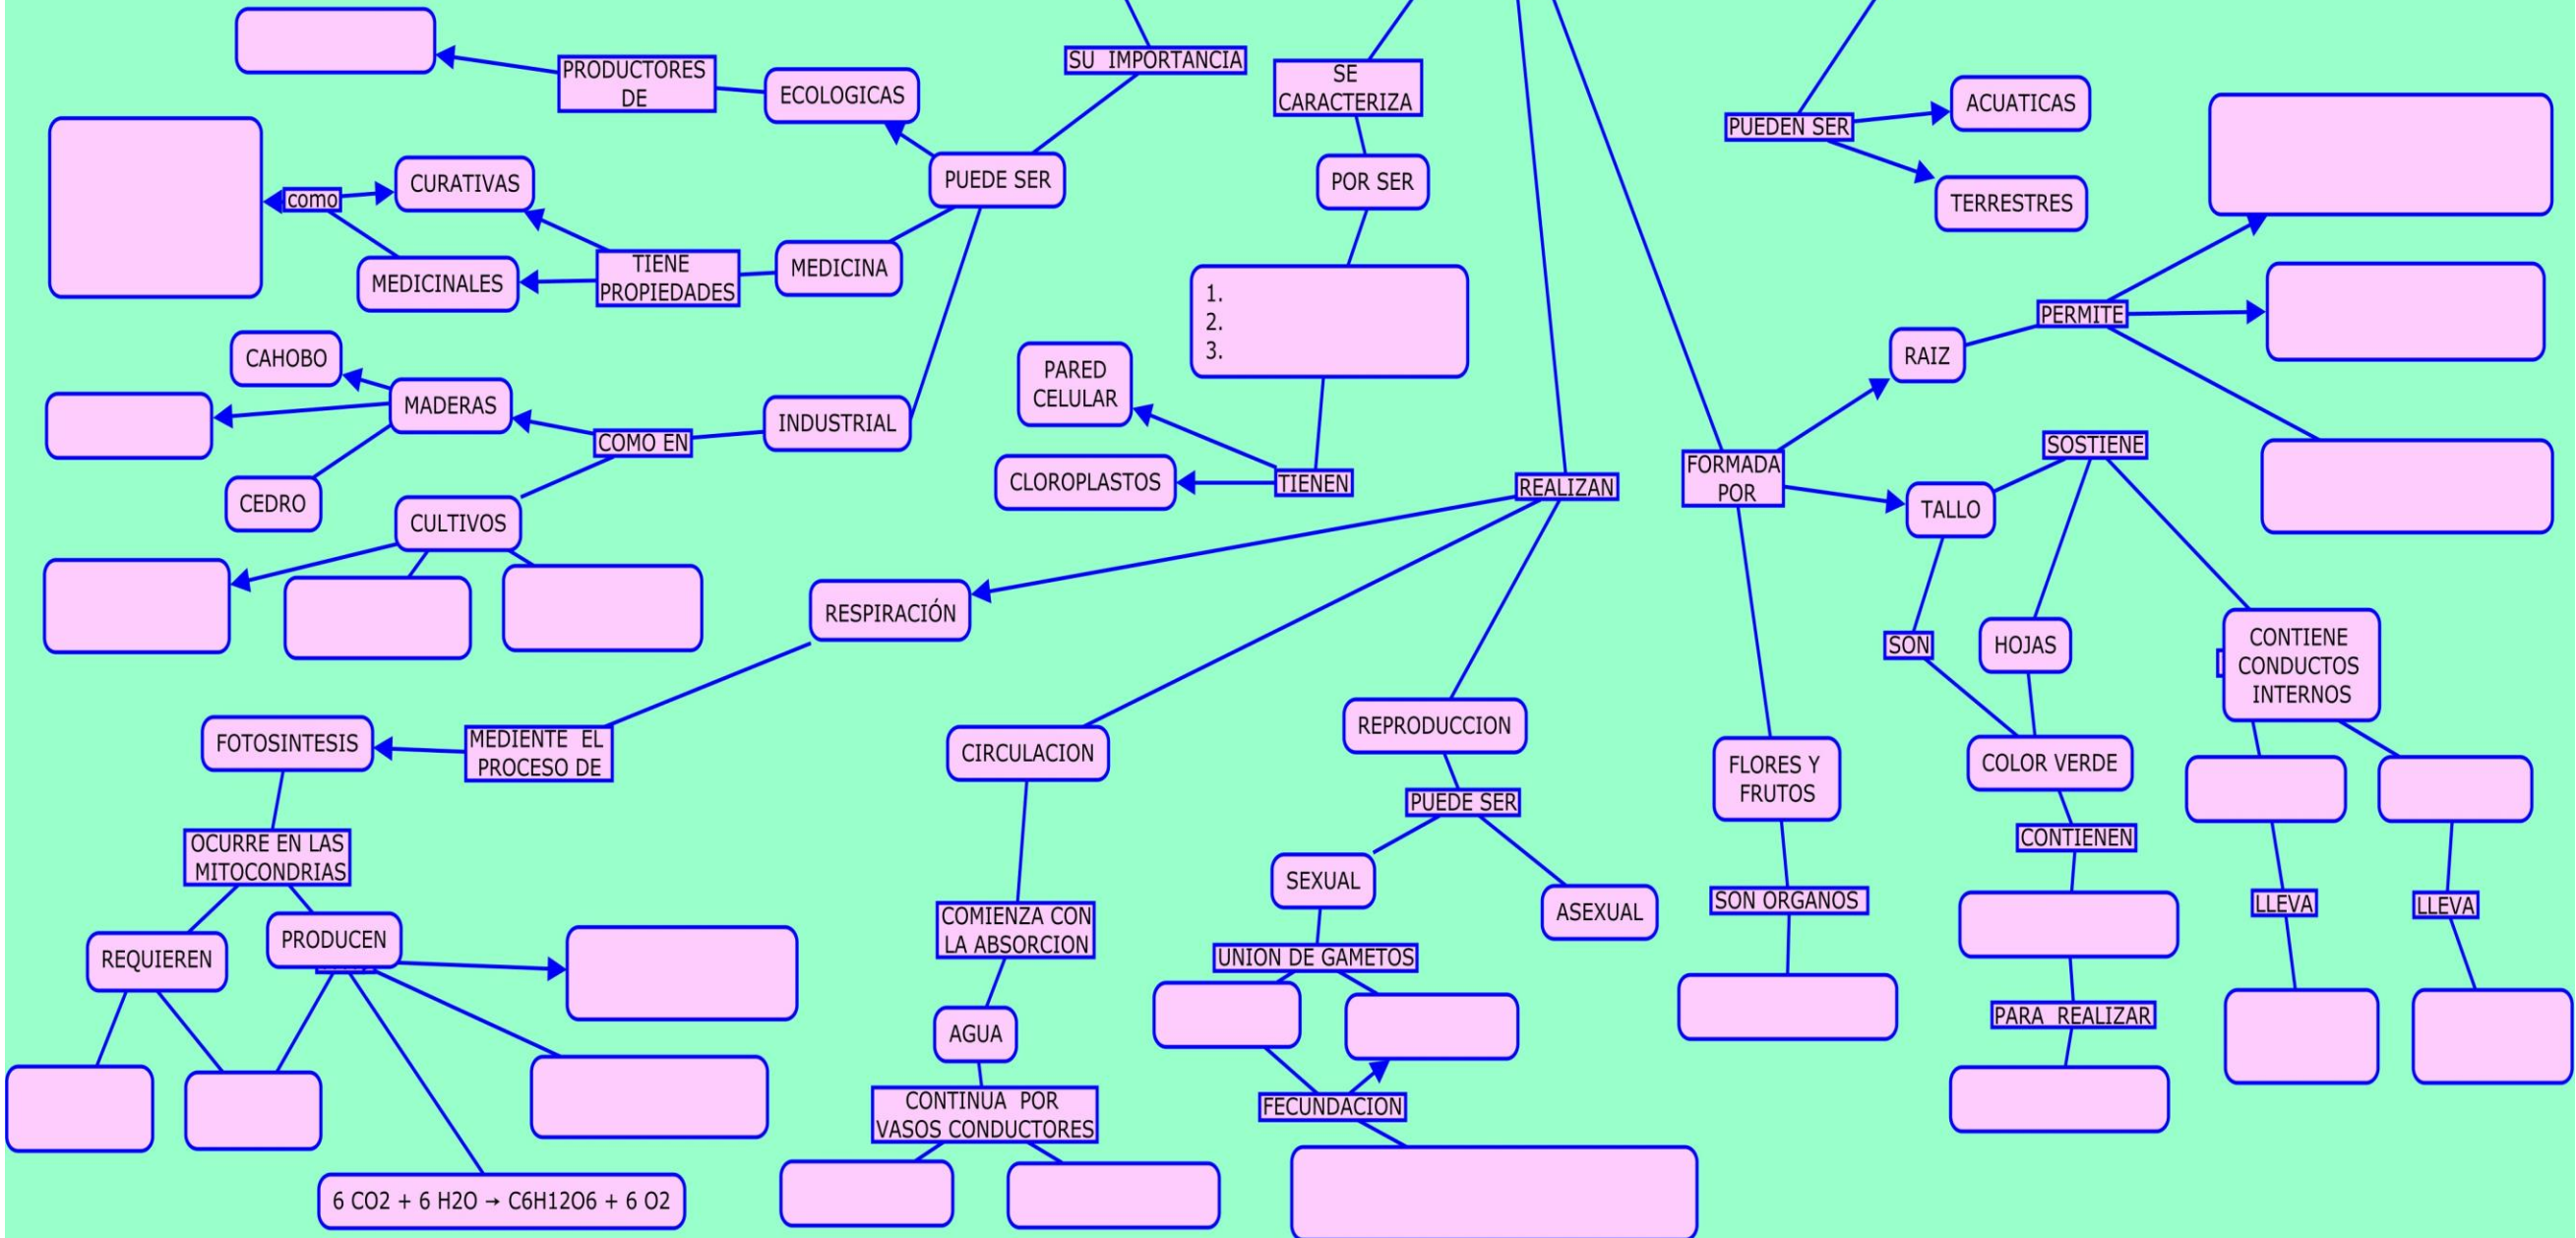 SU IMPORTANCIA
SE
CARACTERIZA
PRODUCTORES
DE
ECOLOGICAS
ACUATICAS
PUEDEN SER
CURATIVAS
como
PUEDE SER
POR SER
TERRESTRES
MEDICINALES
TIENE
PROPIEDADES
MEDICINA
1.
2.
3.
PERMITE
RAIZ
CAHOBO
MADERAS
PARED
CELULAR
INDUSTRIAL
COMO EN
SOSTIENE
CLOROPLASTOS
TIENEN
REALIZAN
FORMADA
POR
TALLO
CEDRO
CULTIVOS
RESPIRACIÓN
SON
HOJAS
CONTIENE
CONDUCTOS
INTERNOS
FOTOSINTESIS
MEDIENTE EL
PROCESO DE
CIRCULACION
REPRODUCCION
FLORES Y
FRUTOS
COLOR VERDE
PUEDE SER
OCURRE EN LAS
MITOCONDRIAS
CONTIENEN
SEXUAL
ASEXUAL
SON ORGANOS
LLEVA
LLEVA
COMIENZA CON
LA ABSORCION
REQUIEREN
PRODUCEN
UNION DE GAMETOS
PARA REALIZAR
AGUA
CONTINUA POR
VASOS CONDUCTORES
FECUNDACION
6 CO2 + 6 H2O → C6H12O6 + 6 O2